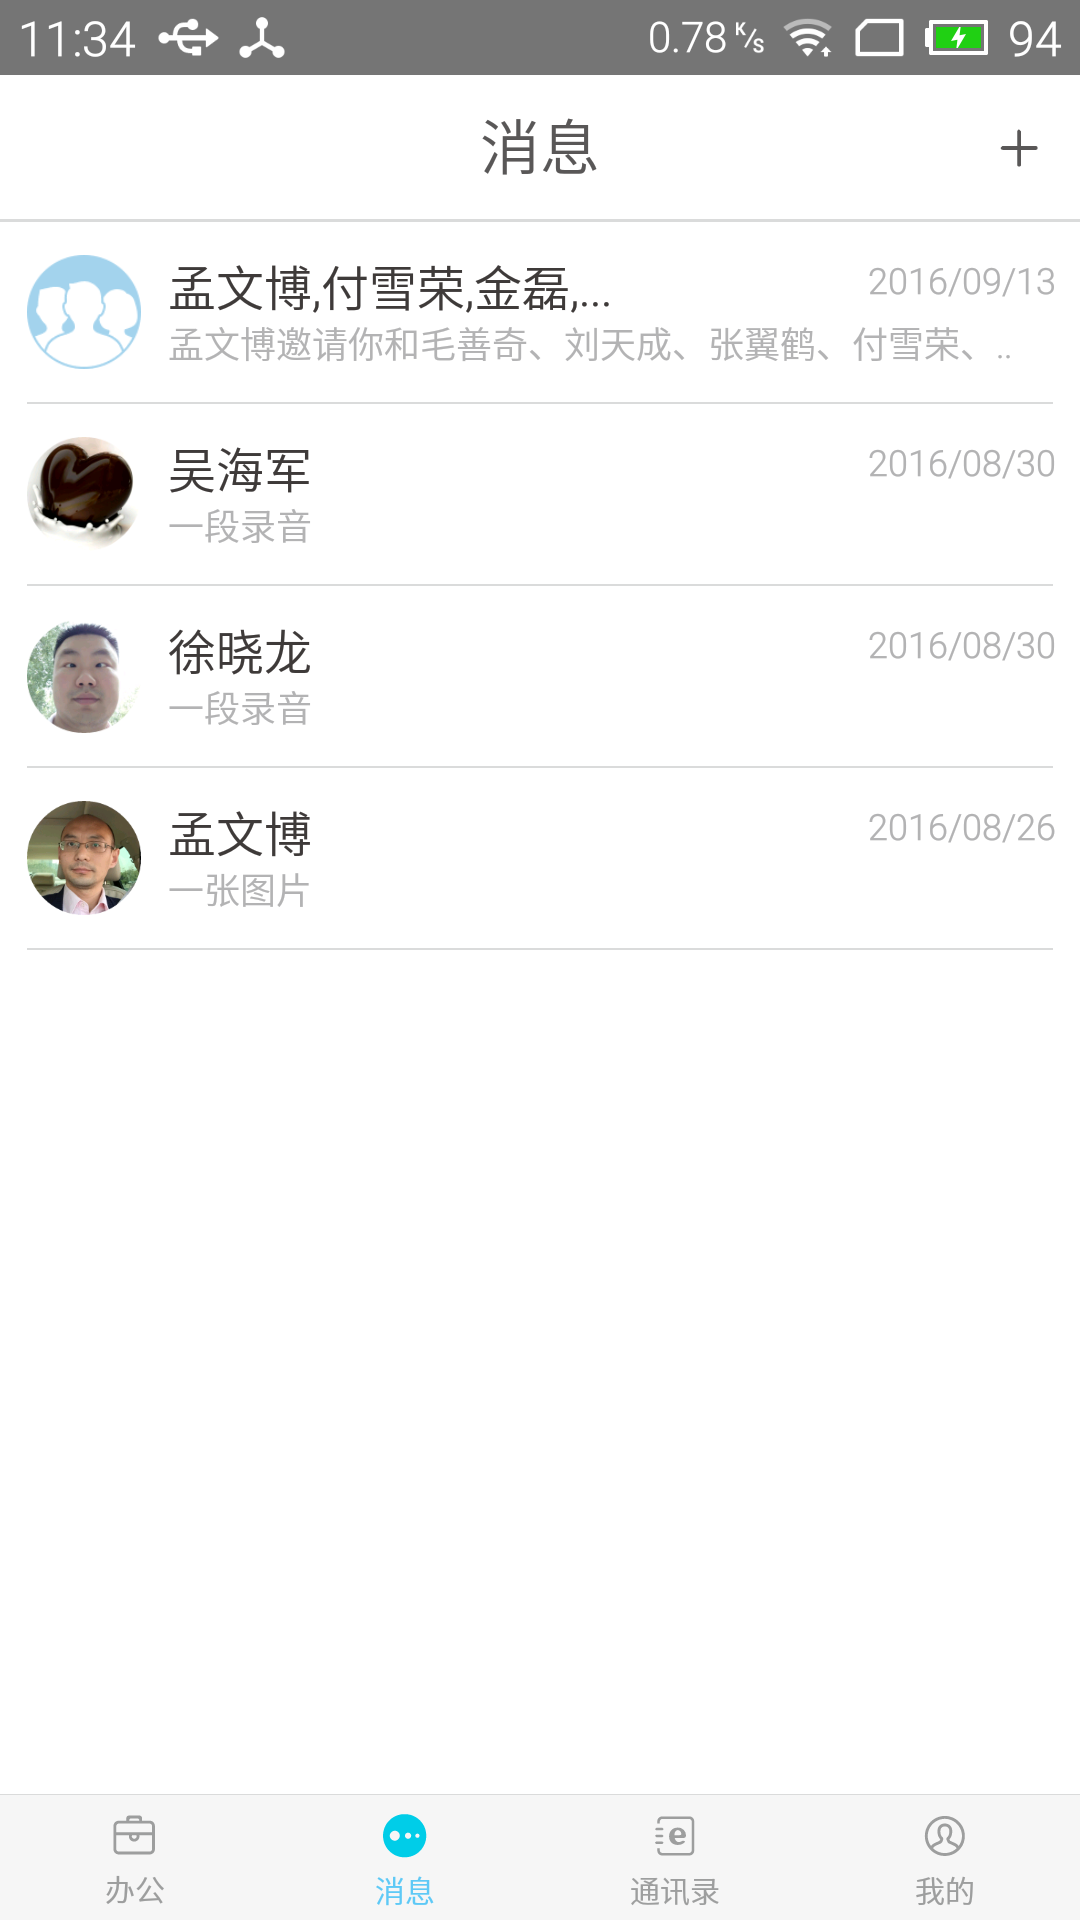 11:34 0.78 K/s 94
消息
孟文博,付雪荣,金磊,... 2016/09/13
孟文博邀请你和毛善奇、刘天成、张翼鹤、付雪荣、..
吴海军 2016/08/30
一段录音
徐晓龙 2016/08/30
一段录音
孟文博 2016/08/26
一张图片
办公 消息 通讯录 我的